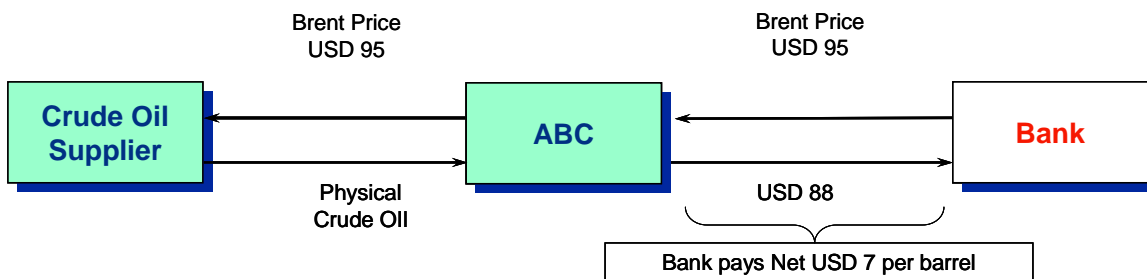 Brent Price
USD 95
Brent Price
USD 95
Crude Oil
Supplier
ABC
Bank
Physical
Crude OIl
USD 88
Bank pays Net USD 7 per barrel